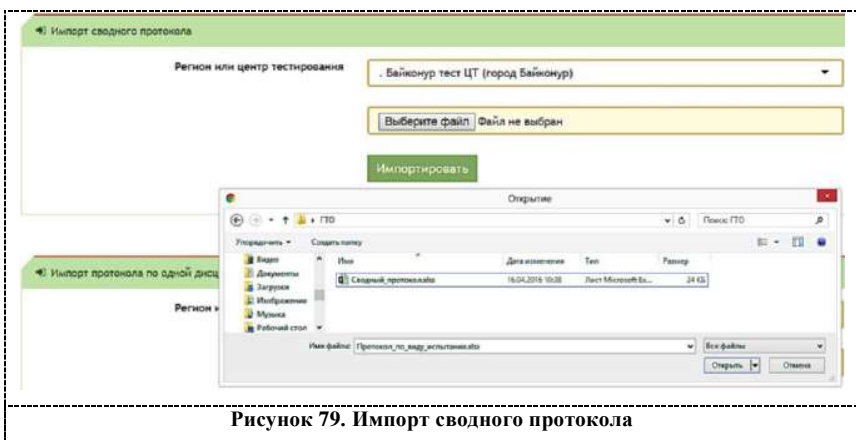 Импорт сводного протокола
Регион или центр тестирования
. Байконур тест ЦТ (город Байконур)
Выберите файл Файл не выбран
Импортировать
Открытие
ГТО
Поиск: ГТО
Упорядочить
Создать папку
Видео
Документы
Загрузки
Изображения
Музыка
Рабочий стол
Имя
Дата изменения
Тип
Размер
Сводный_протокол.xlsx
16.04.2016 10:38
Лист Microsoft Ex...
24 КБ
Импорт протокола по одной дисц
Регион и
Имя файла: Протокол_по_виду_испытания.xlsx
Все файлы
Открыть
Отмена
Рисунок 79. Импорт сводного протокола